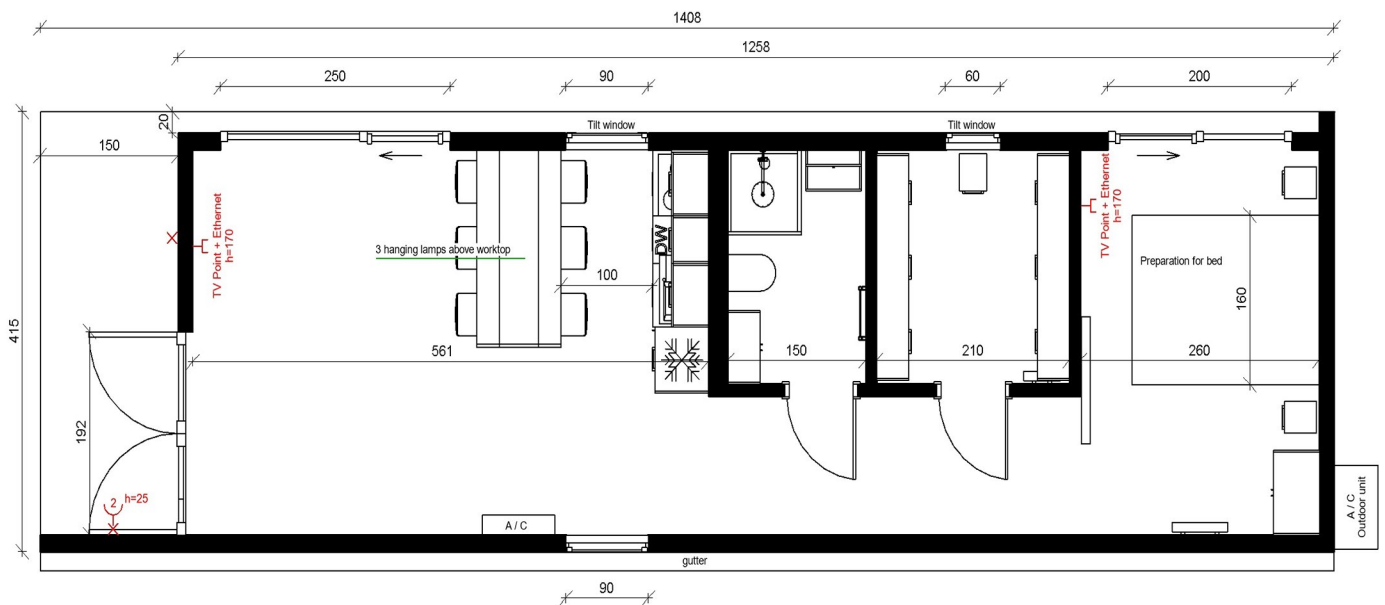 1408
1258
250
90
60
200
20
150
Tilt window
Tilt window
TV Point + Ethernet
h=170
3 hanging lamps above worktop
DW
100
TV Point + Ethernet
h=170
Preparation for bed
160
415
561
150
210
260
192
2
h=25
A / C
A / C
Outdoor unit
gutter
90